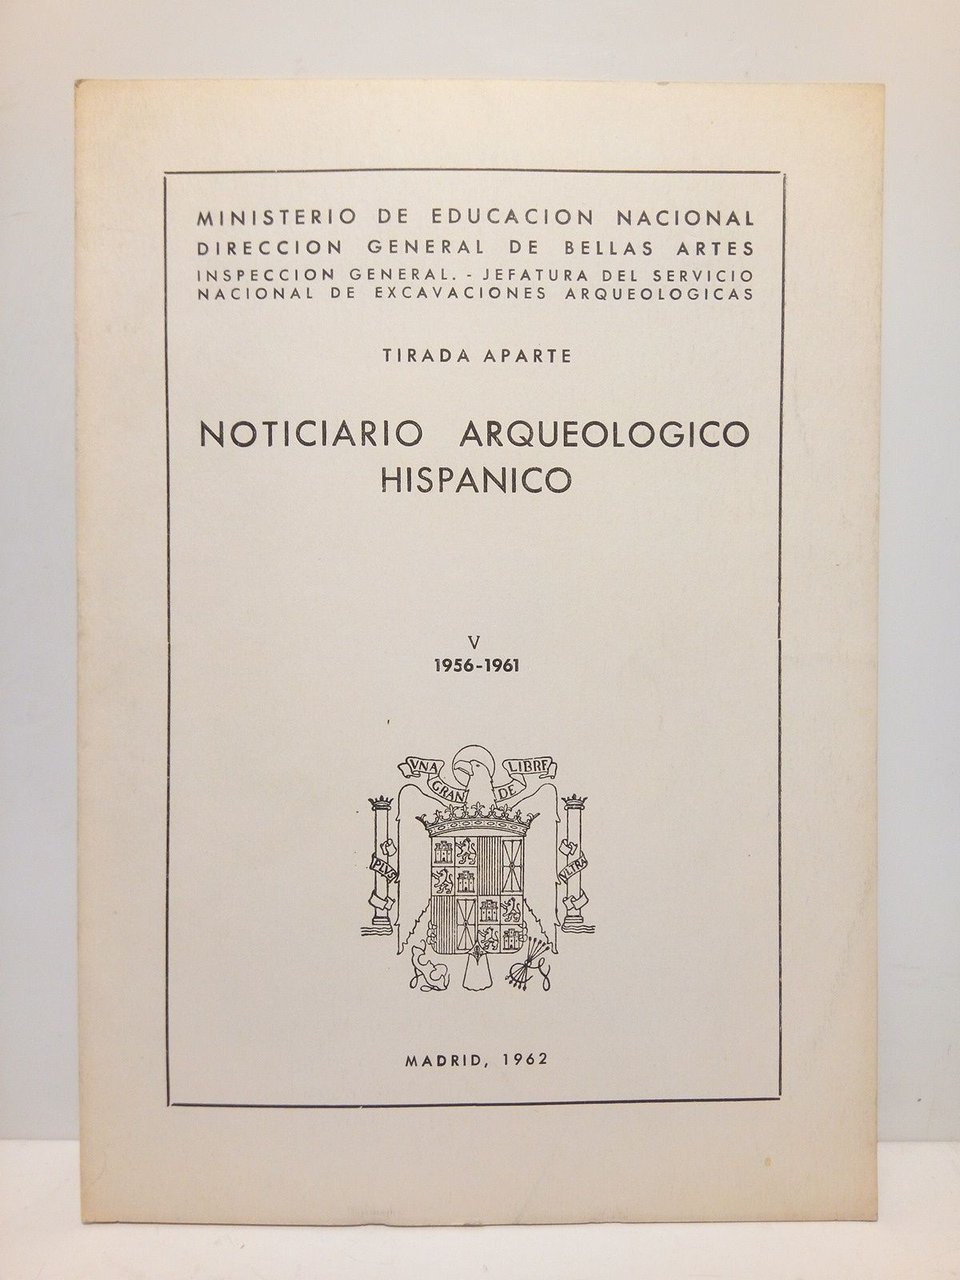 MINISTERIO DE EDUCACION NACIONAL
DIRECCION GENERAL DE BELLAS ARTES
INSPECCION GENERAL. - JEFATURA DEL SERVICIO
NACIONAL DE EXCAVACIONES ARQUEOLOGICAS
TIRADA APARTE
NOTICIARIO ARQUEOLOGICO
HISPANICO
V
1956-1961
VNA GRANDE LIBRE
PLVS VLTRA
MADRID, 1962